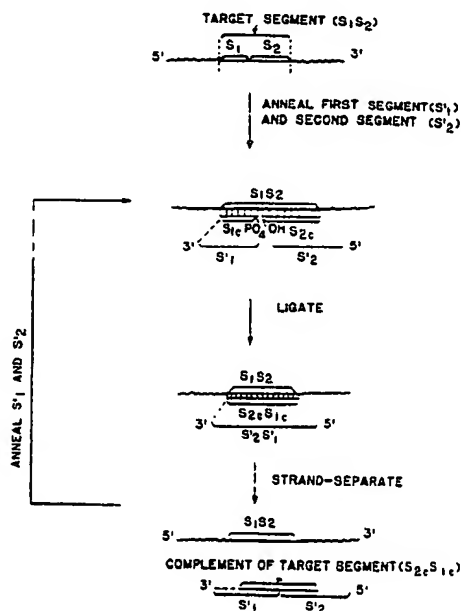 TARGET SEGMENT (S1S2)
S1 S2
5' 3'
ANNEAL FIRST SEGMENT(S'1)
AND SECOND SEGMENT (S'2)
S1S2
S1c PO4 OH S2c
3' 5'
S'1 S'2
LIGATE
ANNEAL S'1 AND S'2
S1S2
S2cS1c
3' 5'
S'2S'1
STRAND-SEPARATE
S1S2
5' 3'
COMPLEMENT OF TARGET SEGMENT(S2cS1c)
3' 5'
S'1 S'2